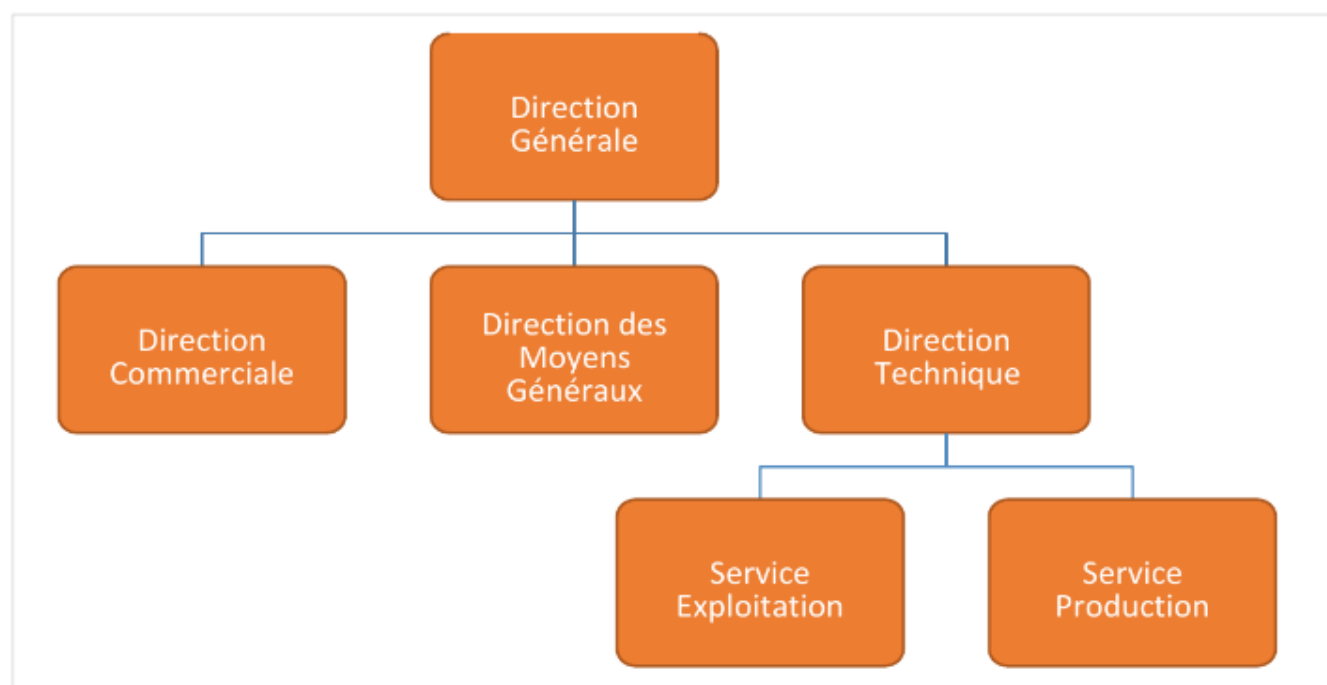 Direction
Générale
Direction
Commerciale
Direction des
Moyens
Généraux
Direction
Technique
Service
Exploitation
Service
Production